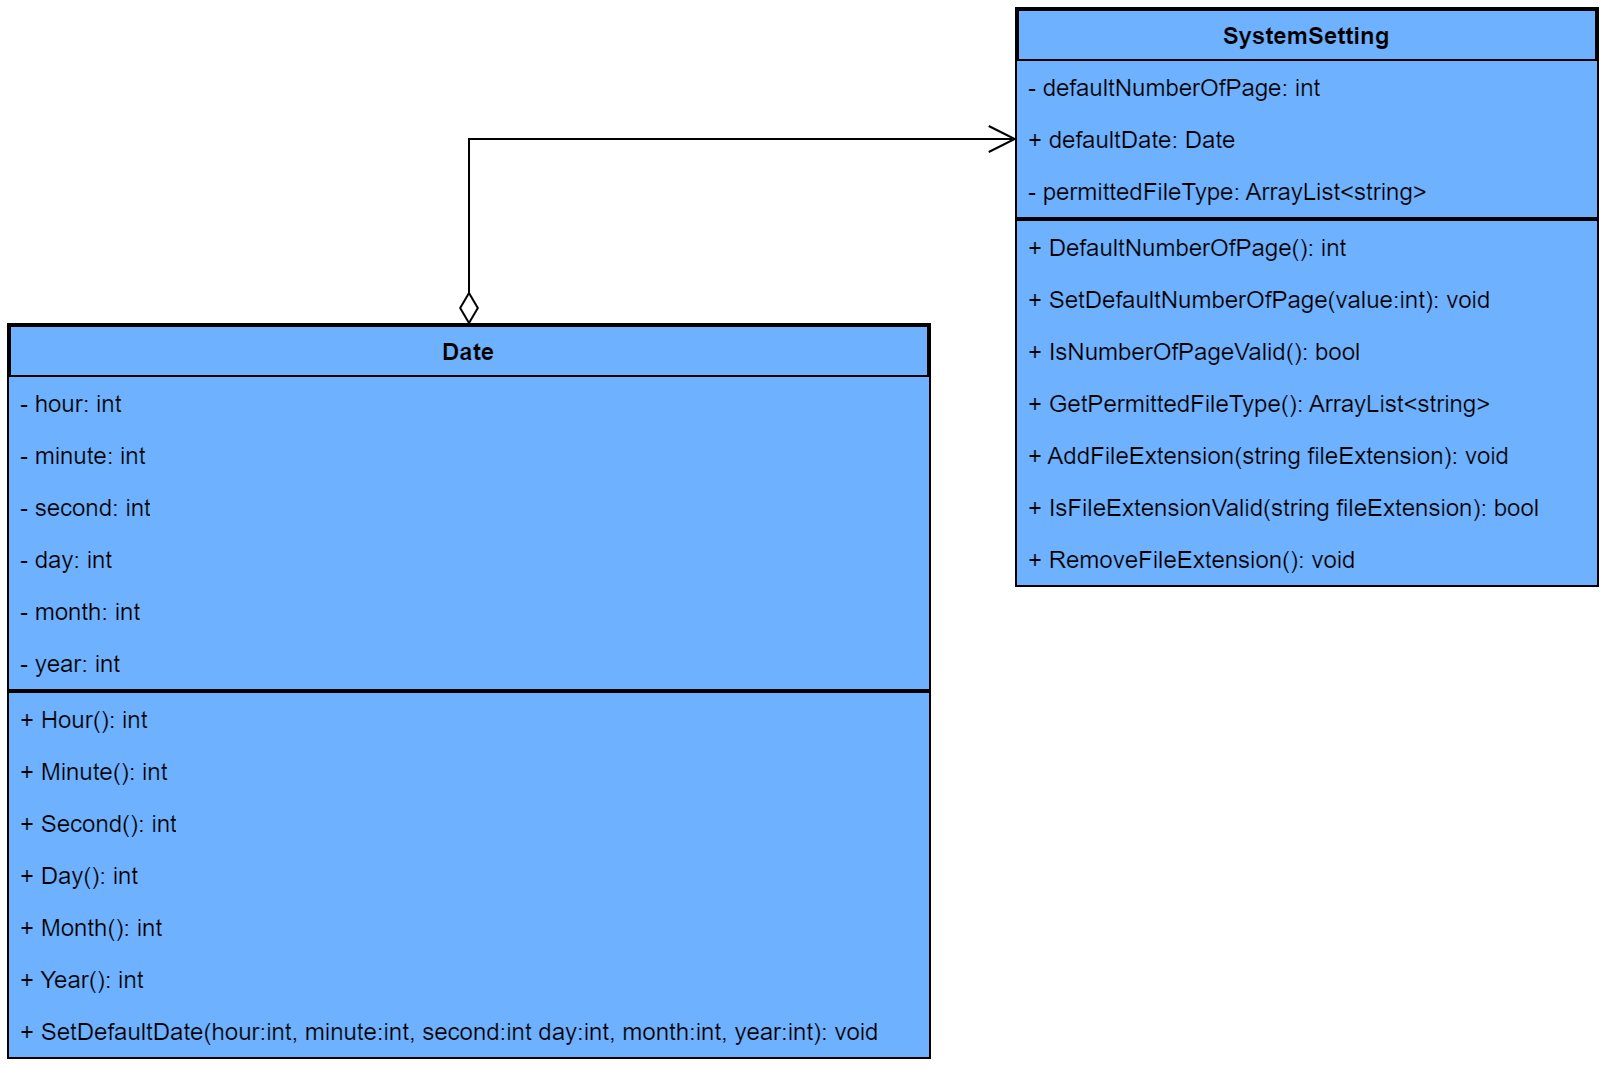 SystemSetting
- defaultNumberOfPage: int
+ defaultDate: Date
- permittedFileType: ArrayList<string>
+ DefaultNumberOfPage(): int
+ SetDefaultNumberOfPage(value:int): void
+ IsNumberOfPageValid(): bool
+ GetPermittedFileType(): ArrayList<string>
+ AddFileExtension(string fileExtension): void
+ IsFileExtensionValid(string fileExtension): bool
+ RemoveFileExtension(): void
Date
- hour: int
- minute: int
- second: int
- day: int
- month: int
- year: int
+ Hour(): int
+ Minute(): int
+ Second(): int
+ Day(): int
+ Month(): int
+ Year(): int
+ SetDefaultDate(hour:int, minute:int, second:int day:int, month:int, year:int): void